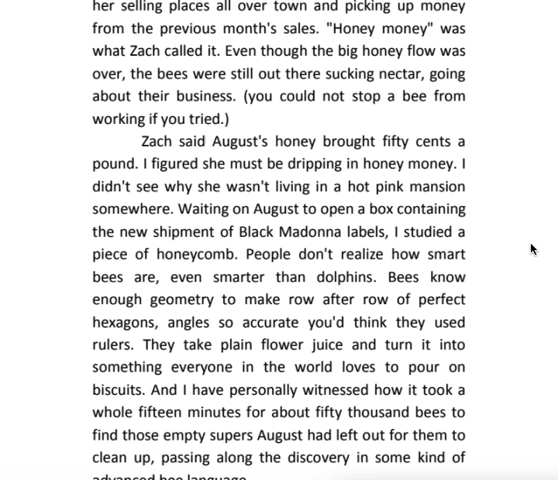 her selling places all over town and picking up money
from the previous month's sales. "Honey money" was
what Zach called it. Even though the big honey flow was
over, the bees were still out there sucking nectar, going
about their business. (you could not stop a bee from
working if you tried.)
Zach said August's honey brought fifty cents a
pound. I figured she must be dripping in honey money. I
didn't see why she wasn't living in a hot pink mansion
somewhere. Waiting on August to open a box containing
the new shipment of Black Madonna labels, I studied a
piece of honeycomb. People don't realize how smart
bees are, even smarter than dolphins. Bees know
enough geometry to make row after row of perfect
hexagons, angles so accurate you'd think they used
rulers. They take plain flower juice and turn it into
something everyone in the world loves to pour on
biscuits. And I have personally witnessed how it took a
whole fifteen minutes for about fifty thousand bees to
find those empty supers August had left out for them to
clean up, passing along the discovery in some kind of
advanced bee language.